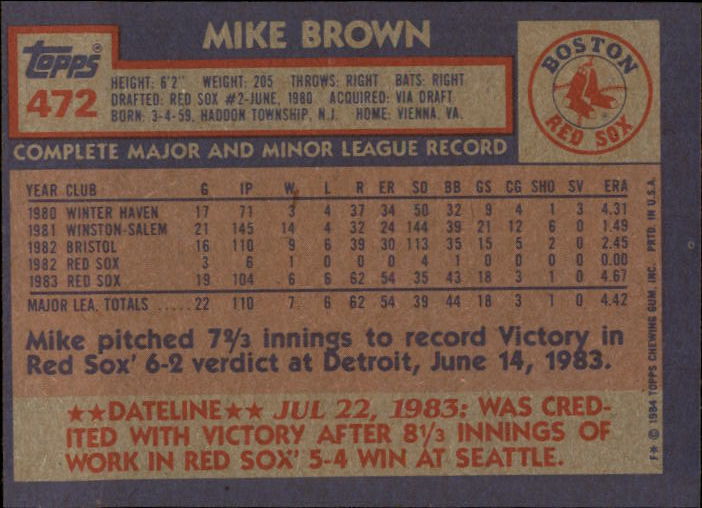 MIKE BROWN
Topps®
472
HEIGHT: 6'2" WEIGHT: 205 THROWS: RIGHT BATS: RIGHT
DRAFTED: RED SOX #2-JUNE, 1980 ACQUIRED: VIA DRAFT
BORN: 3-4-59, HADDON TOWNSHIP, N.J. HOME: VIENNA, VA.
BOSTON
RED SOX
COMPLETE MAJOR AND MINOR LEAGUE RECORD
YEAR CLUB G IP W L R ER SO BB GS CG SHO SV ERA
1980 WINTER HAVEN 17 71 3 4 37 34 50 32 9 4 1 3 4.31
1981 WINSTON-SALEM 21 145 14 4 32 24 144 39 21 12 6 0 1.49
1982 BRISTOL 16 110 9 6 39 30 113 35 15 5 2 0 2.45
1982 RED SOX 3 6 1 0 0 0 4 1 0 0 0 0 0.00
1983 RED SOX 19 104 6 6 62 54 35 43 18 3 1 0 4.67
MAJOR LEA. TOTALS ..... 22 110 7 6 62 54 39 44 18 3 1 0 4.42
Mike pitched 7⅔ innings to record Victory in
Red Sox' 6-2 verdict at Detroit, June 14, 1983.
★★DATELINE★★ JUL 22, 1983: WAS CRED-
ITED WITH VICTORY AFTER 8⅓ INNINGS OF
WORK IN RED SOX' 5-4 WIN AT SEATTLE.
F* © 1984 TOPPS CHEWING GUM, INC. PRTD. IN U.S.A.